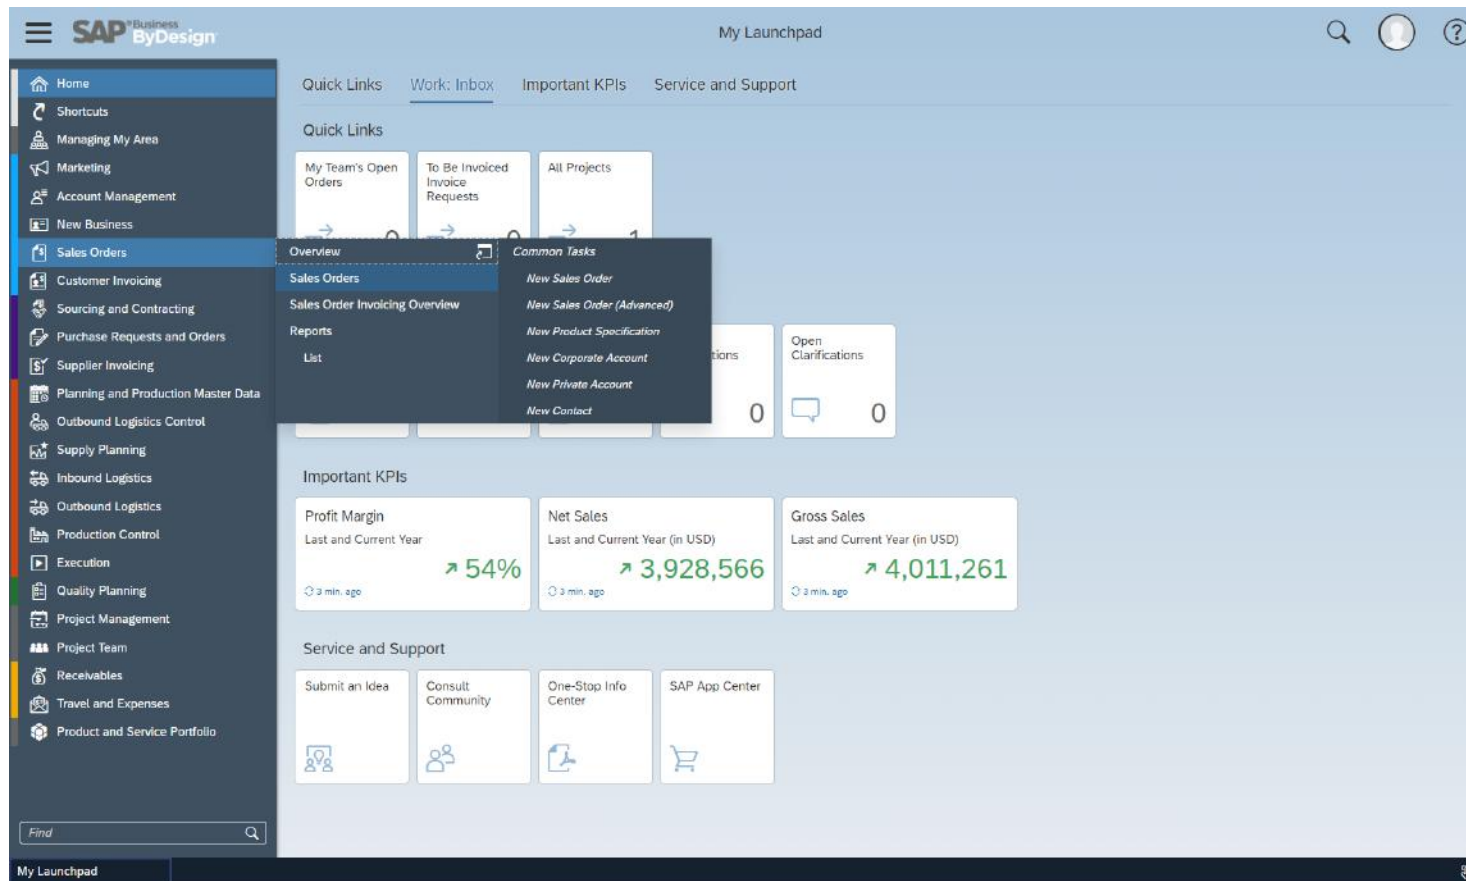 SAP Business
ByDesign
My Launchpad
Home
Shortcuts
Managing My Area
Marketing
Account Management
New Business
Sales Orders
Customer Invoicing
Sourcing and Contracting
Purchase Requests and Orders
Supplier Invoicing
Planning and Production Master Data
Outbound Logistics Control
Supply Planning
Inbound Logistics
Outbound Logistics
Production Control
Execution
Quality Planning
Project Management
Project Team
Receivables
Travel and Expenses
Product and Service Portfolio
Find
Quick Links Work: Inbox Important KPIs Service and Support
Quick Links
My Team's Open
Orders
To Be Invoiced
Invoice
Requests
All Projects
Overview
Sales Orders
Sales Order Invoicing Overview
Reports
List
Common Tasks
New Sales Order
New Sales Order (Advanced)
New Product Specification
New Corporate Account
New Private Account
New Contact
0
Open
Clarifications
0
Important KPIs
Profit Margin
Last and Current Year
54%
3 min. ago
Net Sales
Last and Current Year (in USD)
3,928,566
3 min. ago
Gross Sales
Last and Current Year (in USD)
4,011,261
3 min. ago
Service and Support
Submit an Idea
Consult
Community
One-Stop Info
Center
SAP App Center
My Launchpad